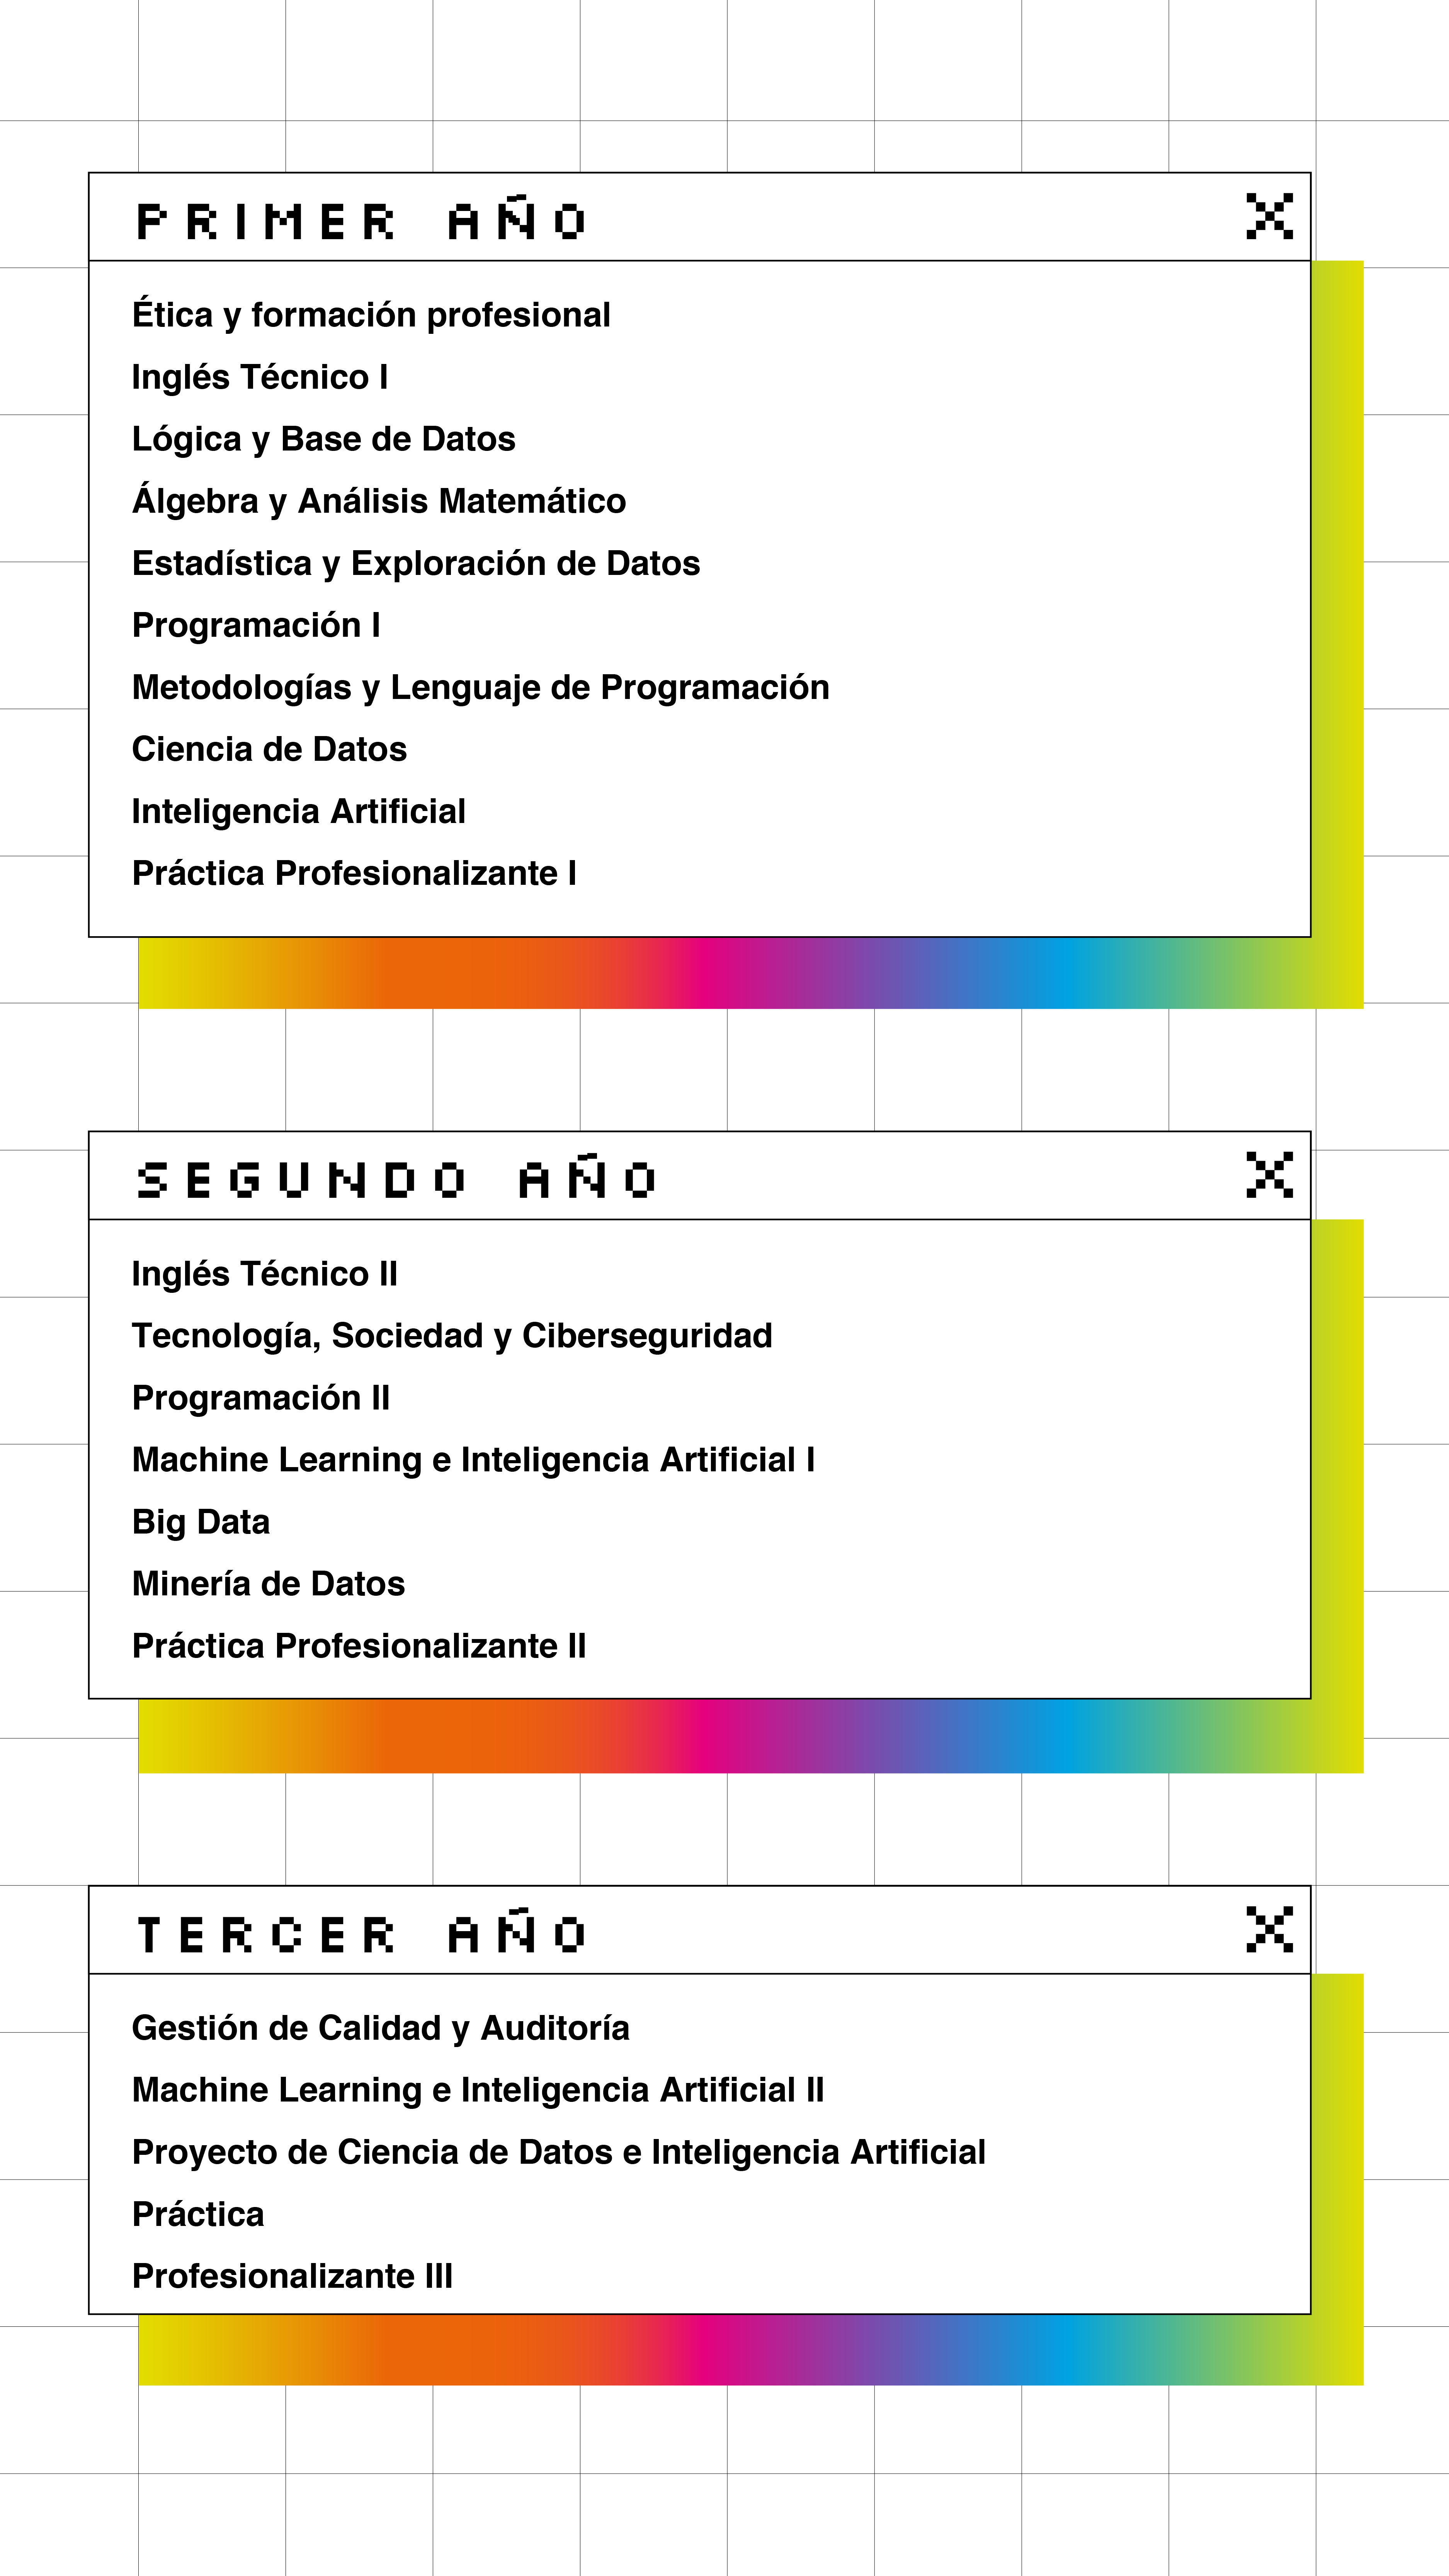 PRIMER AÑO
Ética y formación profesional
Inglés Técnico I
Lógica y Base de Datos
Álgebra y Análisis Matemático
Estadística y Exploración de Datos
Programación I
Metodologías y Lenguaje de Programación
Ciencia de Datos
Inteligencia Artificial
Práctica Profesionalizante I
SEGUNDO AÑO
Inglés Técnico II
Tecnología, Sociedad y Ciberseguridad
Programación II
Machine Learning e Inteligencia Artificial I
Big Data
Minería de Datos
Práctica Profesionalizante II
TERCER AÑO
Gestión de Calidad y Auditoría
Machine Learning e Inteligencia Artificial II
Proyecto de Ciencia de Datos e Inteligencia Artificial
Práctica
Profesionalizante III